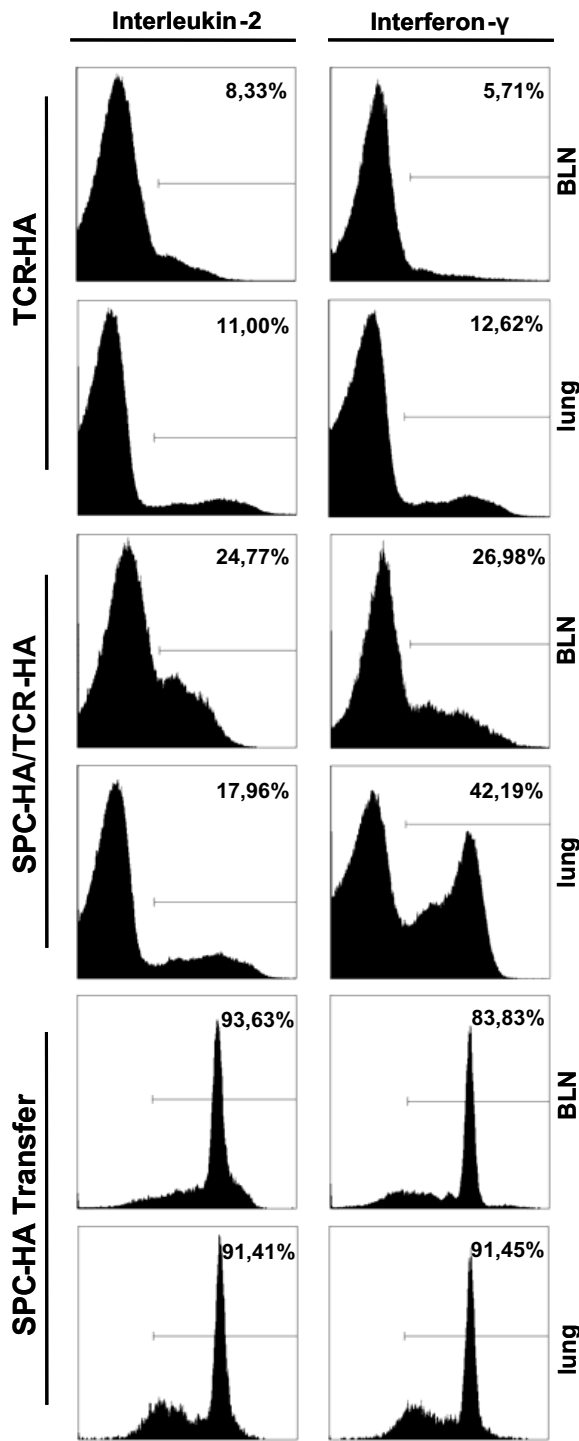 Interleukin-2 Interferon-γ
TCR-HA
8,33% 5,71% BLN
11,00% 12,62% lung
SPC-HA/TCR-HA
24,77% 26,98% BLN
17,96% 42,19% lung
SPC-HA Transfer
93,63% 83,83% BLN
91,41% 91,45% lung